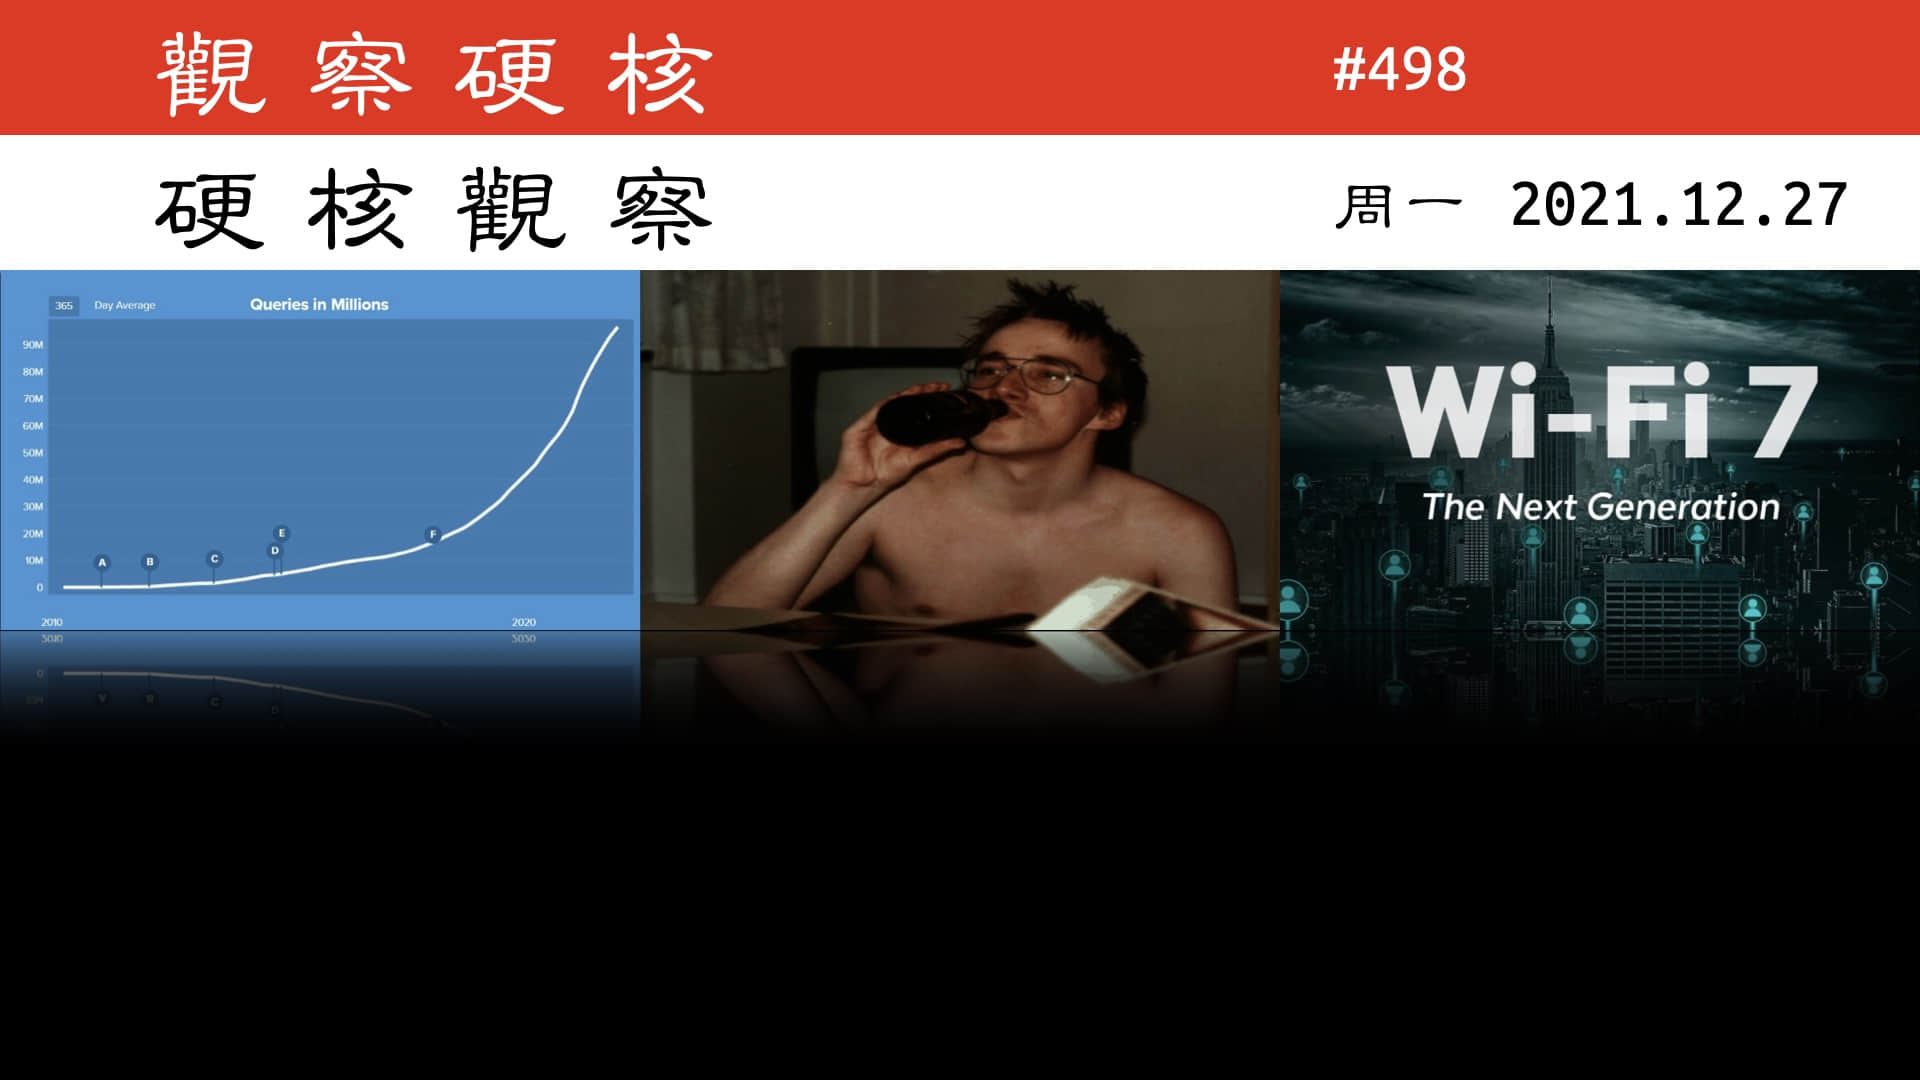 觀察硬核
#498
硬核觀察
周一 2021.12.27
365 Day Average
Queries in Millions
90M
80M
70M
60M
50M
40M
30M
20M
10M
0
A
B
C
D
E
F
2010
2020
Wi-Fi 7
The Next Generation